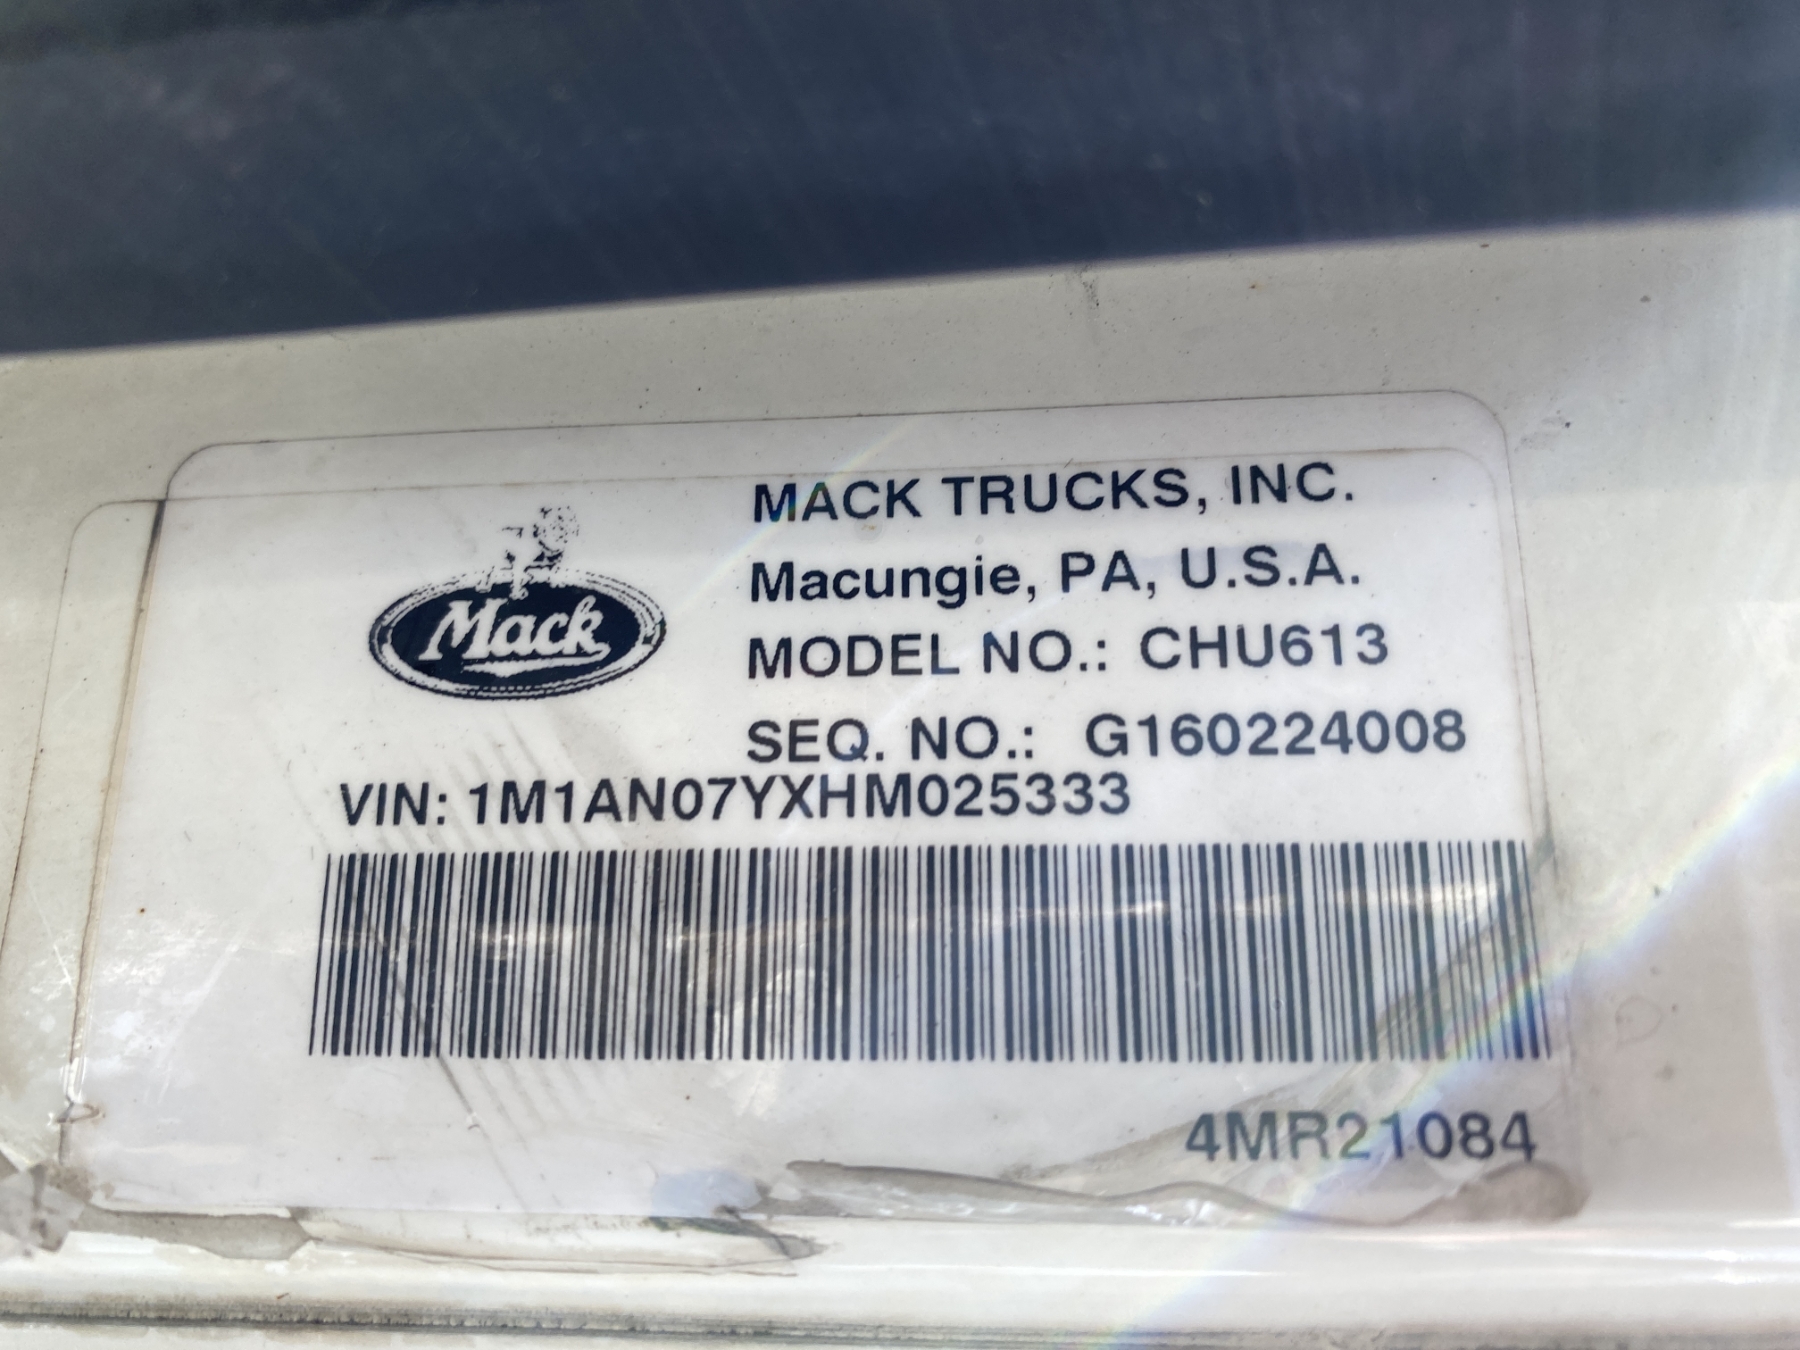 MACK TRUCKS, INC.
Macungie, PA, U.S.A.
Mack
MODEL NO.: CHU613
SEQ. NO.: G160224008
VIN: 1M1AN07YXHM025333
4MR21084